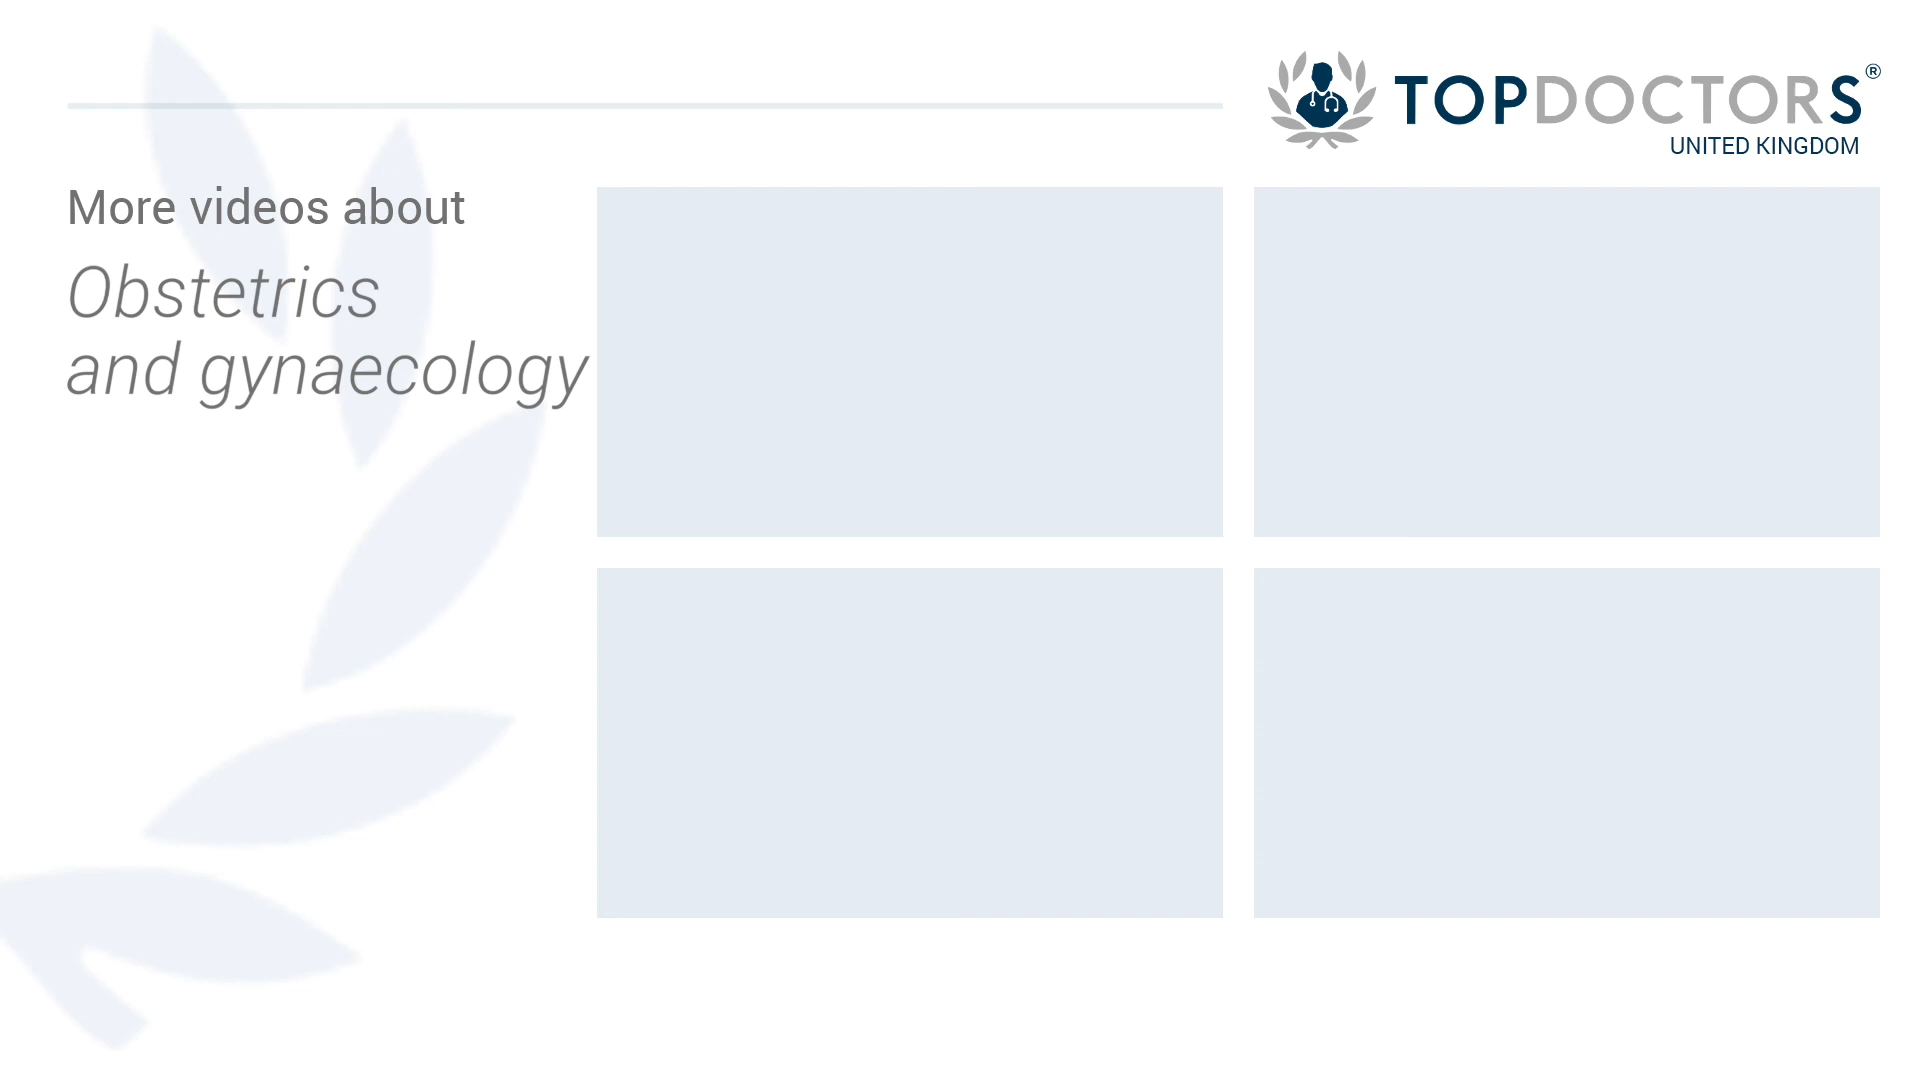 TOPDOCTORS®
UNITED KINGDOM
More videos about
Obstetrics
and gynaecology